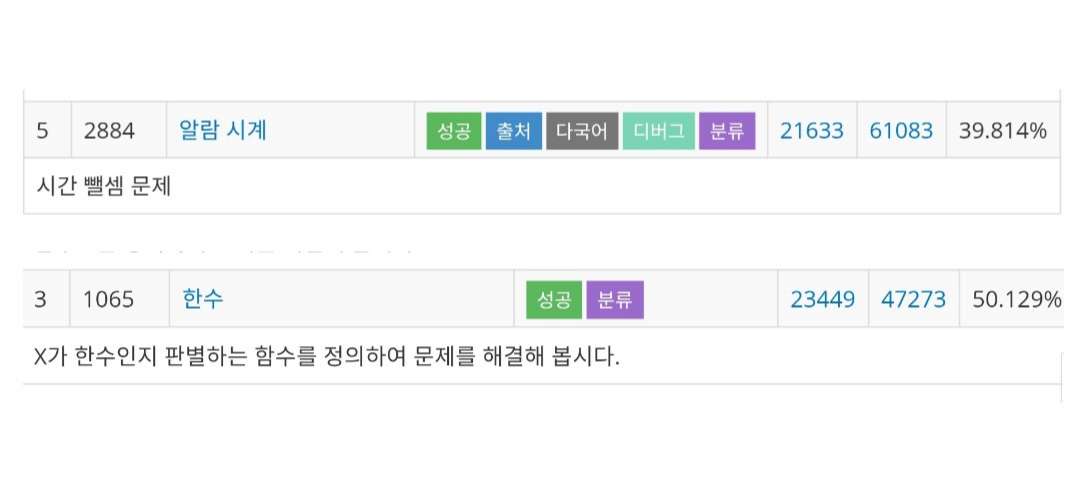 5 2884 알람 시계 성공 출처 다국어 디버그 분류 21633 61083 39.814%
시간 뺄셈 문제
3 1065 한수 성공 분류 23449 47273 50.129%
X가 한수인지 판별하는 함수를 정의하여 문제를 해결해 봅시다.